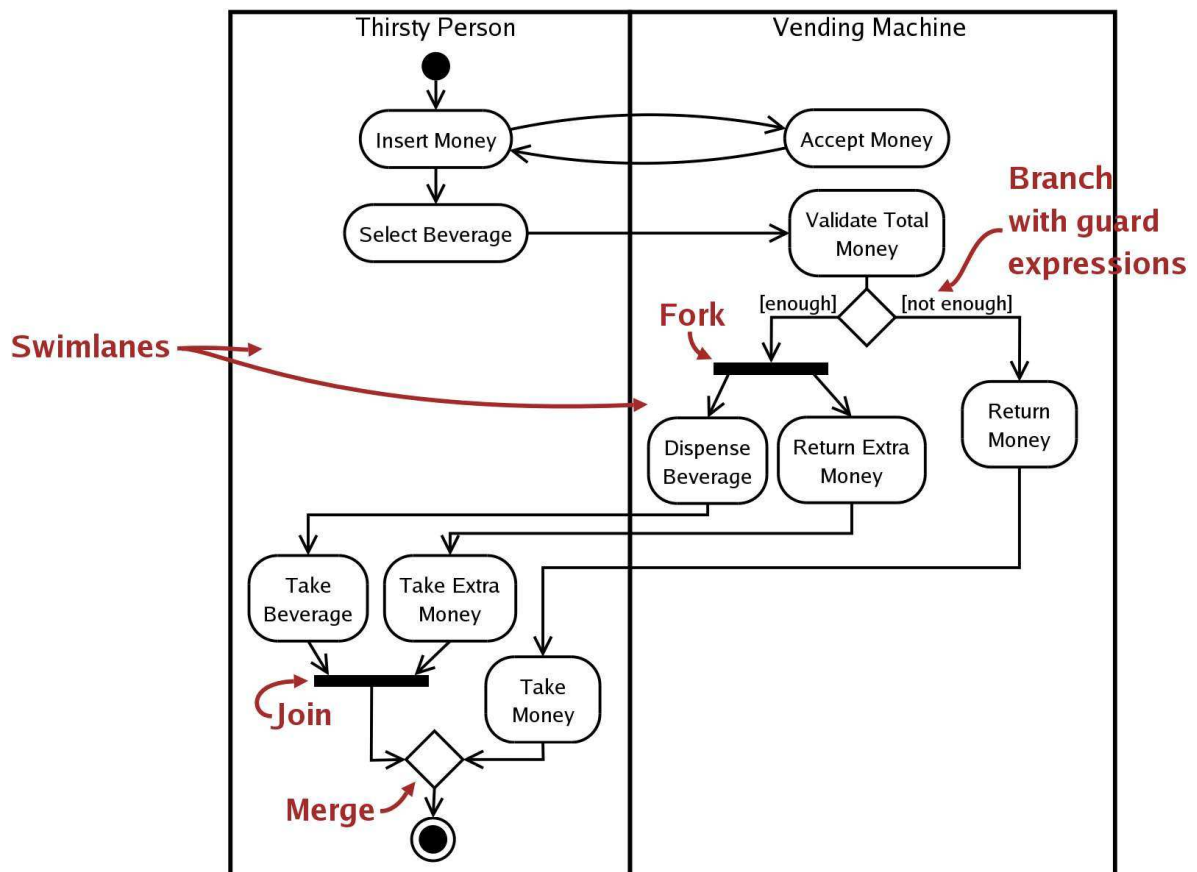 Thirsty Person
Vending Machine
Insert Money
Accept Money
Select Beverage
Validate Total
Money
Branch
with guard
expressions
[enough]
[not enough]
Fork
Swimlanes
Dispense
Beverage
Return Extra
Money
Return
Money
Take
Beverage
Take Extra
Money
Take
Money
Join
Merge